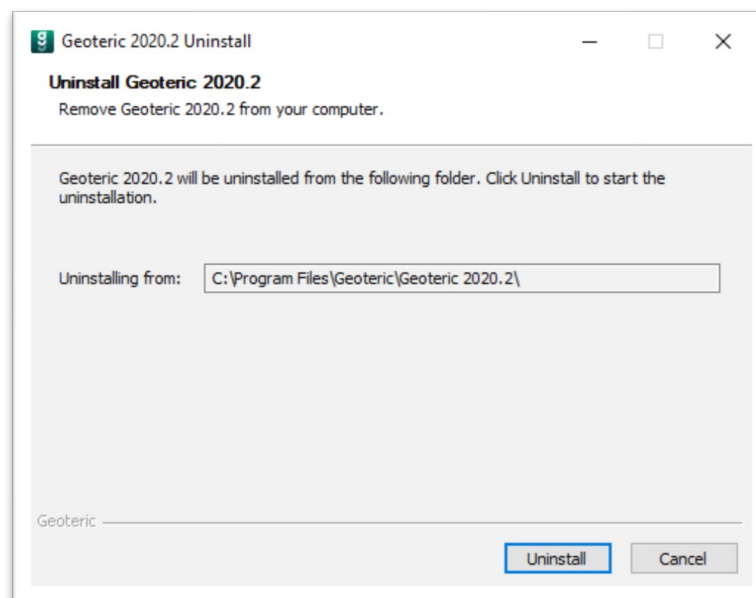 Geoteric 2020.2 Uninstall
Uninstall Geoteric 2020.2
Remove Geoteric 2020.2 from your computer.
Geoteric 2020.2 will be uninstalled from the following folder. Click Uninstall to start the
uninstallation.
Uninstalling from: C:\Program Files\Geoteric\Geoteric 2020.2\
Geoteric
Uninstall Cancel